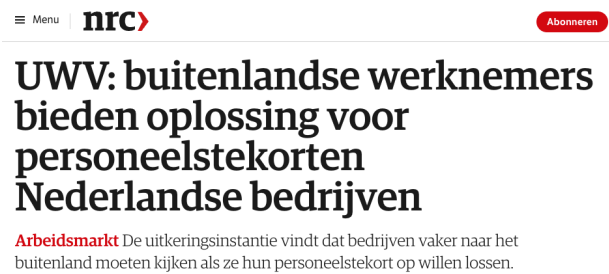 Menu nrc Abonneren
UWV: buitenlandse werknemers
bieden oplossing voor
personeelstekorten
Nederlandse bedrijven
Arbeidsmarkt De uitkeringsinstantie vindt dat bedrijven vaker naar het
buitenland moeten kijken als ze hun personeelstekort op willen lossen.